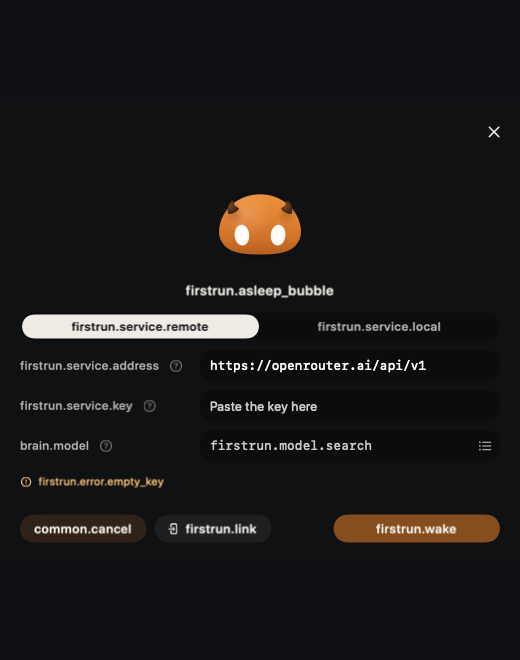 firstrun.asleep_bubble
firstrun.service.remote
firstrun.service.local
firstrun.service.address
https://openrouter.ai/api/v1
firstrun.service.key
Paste the key here
brain.model
firstrun.model.search
firstrun.error.empty_key
common.cancel
firstrun.link
firstrun.wake